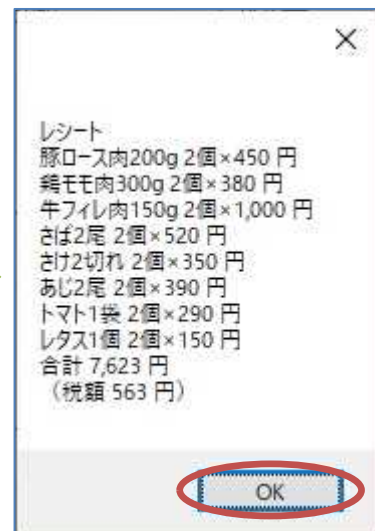 レシート
豚ロース肉200g 2個×450 円
鶏モモ肉300g 2個×380 円
牛フィレ肉150g 2個×1,000 円
さば2尾 2個×520 円
さけ2切れ 2個×350 円
あじ2尾 2個×390 円
トマト1袋 2個×290 円
レタス1個 2個×150 円
合計 7,623 円
（税額 563 円）
OK